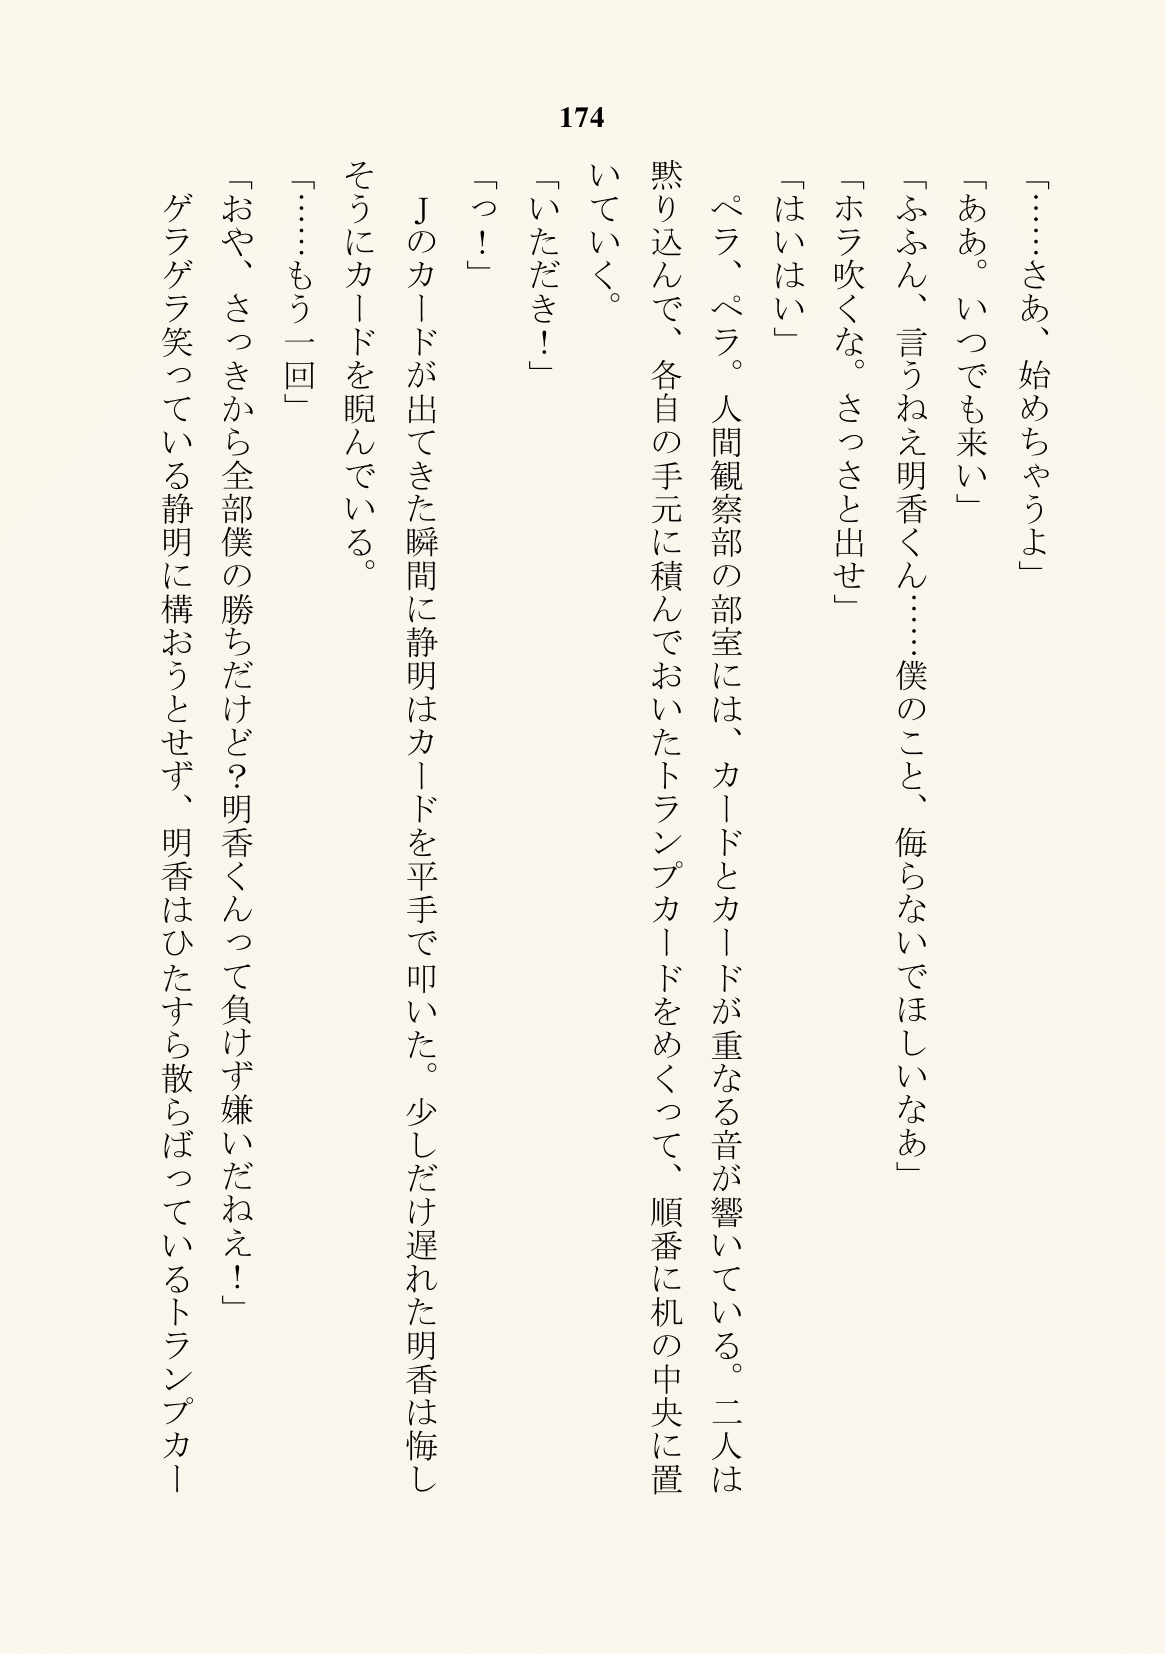 174
「……さあ、始めちゃうよ」
「ああ。いつでも来い」
「ふふん、言うねえ明香くん……僕のこと、侮らないでほしいなあ」
「ホラ吹くな。さっさと出せ」
「はいはい」
　ペラ、ペラ。人間観察部の部室には、カードとカードが重なる音が響いている。二人は
黙り込んで、各自の手元に積んでおいたトランプカードをめくって、順番に机の中央に置
いていく。
「いただき！」
「っ！」
　Ｊのカードが出てきた瞬間に静明はカードを平手で叩いた。少しだけ遅れた明香は悔し
そうにカードを睨んでいる。
「……もう一回」
「おや、さっきから全部僕の勝ちだけど？明香くんって負けず嫌いだねえ！」
　ゲラゲラ笑っている静明に構おうとせず、明香はひたすら散らばっているトランプカー